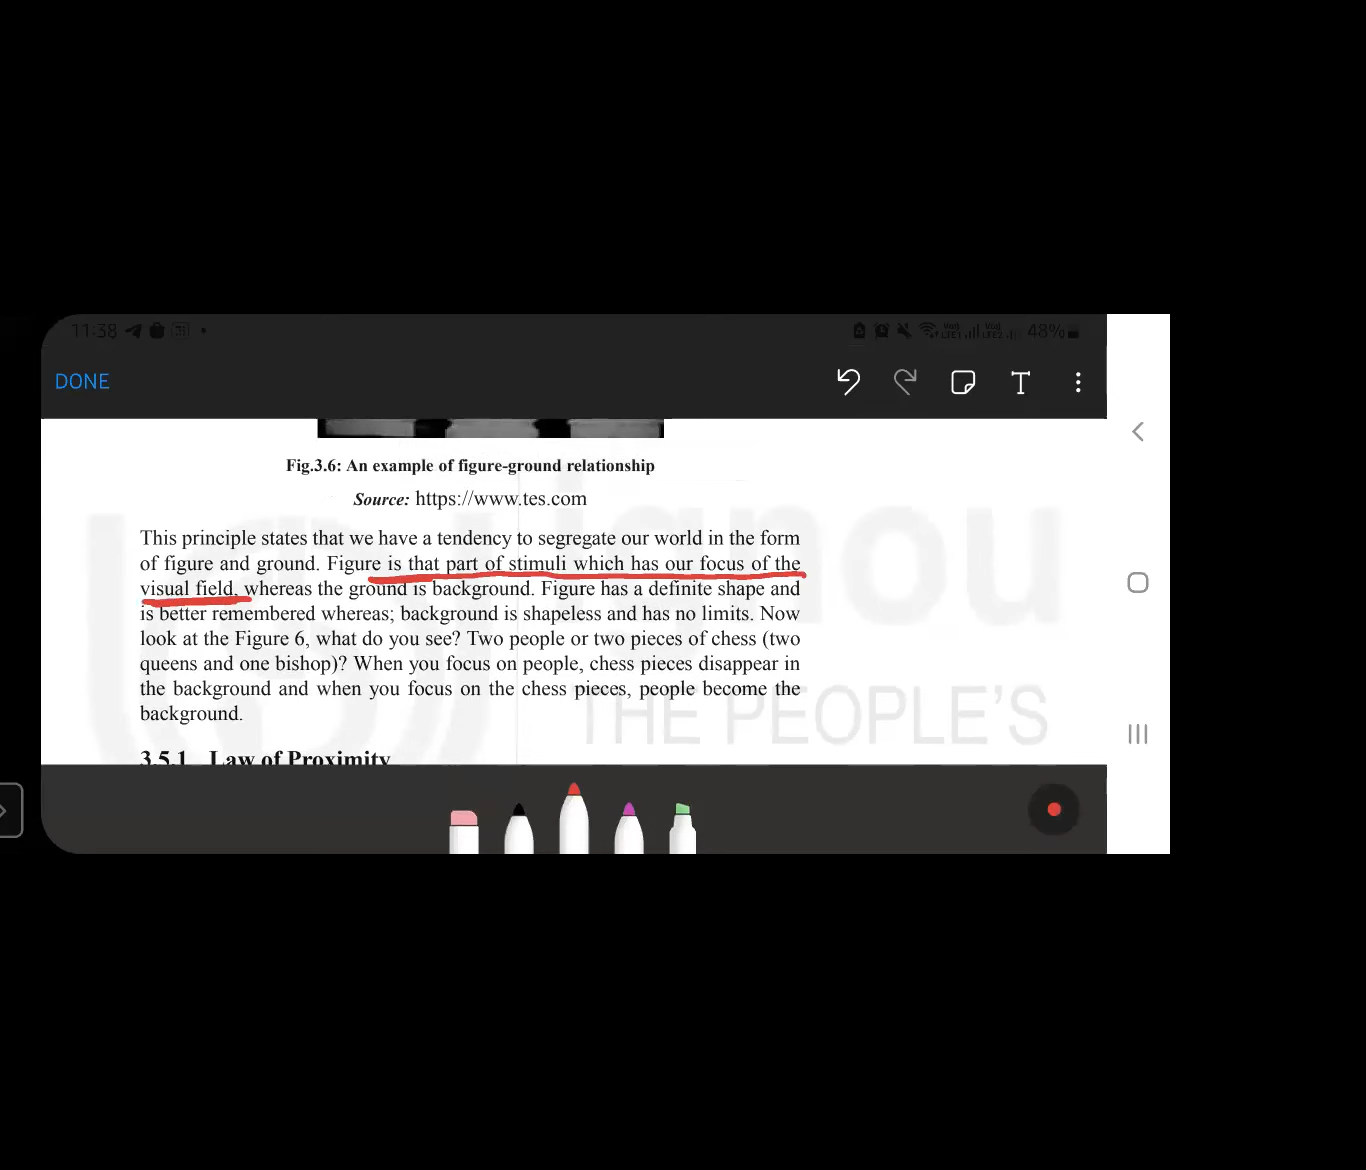 11:38
48%
DONE
T
Fig.3.6: An example of figure-ground relationship
Source: https://www.tes.com
This principle states that we have a tendency to segregate our world in the form
of figure and ground. Figure is that part of stimuli which has our focus of the
visual field, whereas the ground is background. Figure has a definite shape and
is better remembered whereas; background is shapeless and has no limits. Now
look at the Figure 6, what do you see? Two people or two pieces of chess (two
queens and one bishop)? When you focus on people, chess pieces disappear in
the background and when you focus on the chess pieces, people become the
background.
ignou
THE PEOPLE'S
3.5.1 Law of Proximity